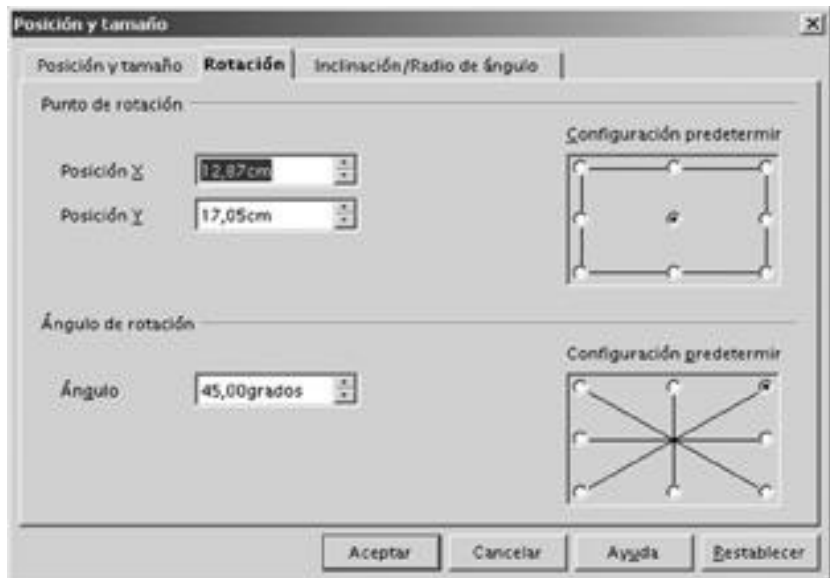 Posición y tamaño
Posición y tamaño Rotación Inclinación/Radio de ángulo
Punto de rotación
Configuración predetermir
Posición X 12,87cm
Posición Y 17,05cm
Ángulo de rotación
Configuración predetermir
Ángulo 45,00grados
Aceptar Cancelar Ayuda Restablecer